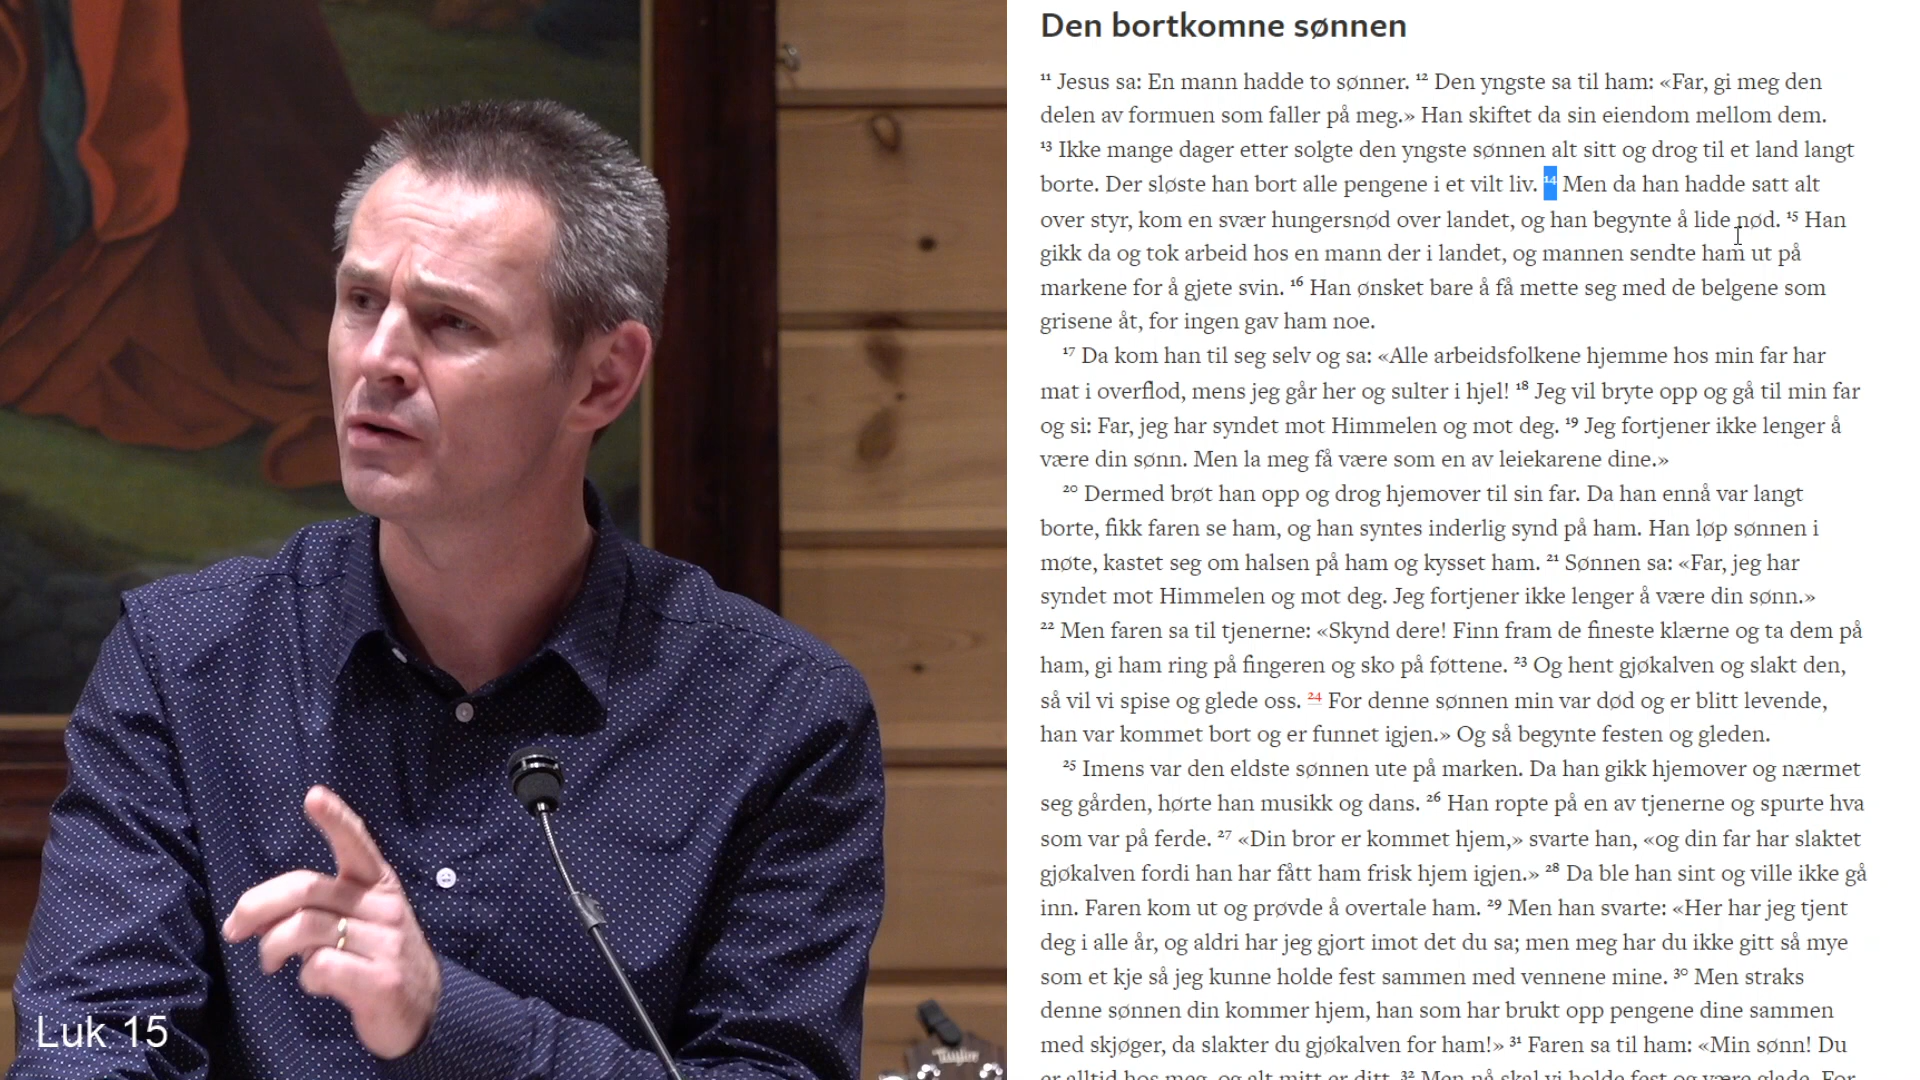 Den bortkomne sønnen
11 Jesus sa: En mann hadde to sønner. 12 Den yngste sa til ham: «Far, gi meg den
delen av formuen som faller på meg.» Han skiftet da sin eiendom mellom dem.
13 Ikke mange dager etter solgte den yngste sønnen alt sitt og drog til et land langt
borte. Der sløste han bort alle pengene i et vilt liv. 14 Men da han hadde satt alt
over styr, kom en svær hungersnød over landet, og han begynte å lide nød. 15 Han
gikk da og tok arbeid hos en mann der i landet, og mannen sendte ham ut på
markene for å gjete svin. 16 Han ønsket bare å få mette seg med de belgene som
grisene åt, for ingen gav ham noe.
17 Da kom han til seg selv og sa: «Alle arbeidsfolkene hjemme hos min far har
mat i overflod, mens jeg går her og sulter i hjel! 18 Jeg vil bryte opp og gå til min far
og si: Far, jeg har syndet mot Himmelen og mot deg. 19 Jeg fortjener ikke lenger å
være din sønn. Men la meg få være som en av leiekarene dine.»
20 Dermed brøt han opp og drog hjemover til sin far. Da han ennå var langt
borte, fikk faren se ham, og han syntes inderlig synd på ham. Han løp sønnen i
møte, kastet seg om halsen på ham og kysset ham. 21 Sønnen sa: «Far, jeg har
syndet mot Himmelen og mot deg. Jeg fortjener ikke lenger å være din sønn.»
22 Men faren sa til tjenerne: «Skynd dere! Finn fram de fineste klærne og ta dem på
ham, gi ham ring på fingeren og sko på føttene. 23 Og hent gjøkalven og slakt den,
så vil vi spise og glede oss. 24 For denne sønnen min var død og er blitt levende,
han var kommet bort og er funnet igjen.» Og så begynte festen og gleden.
25 Imens var den eldste sønnen ute på marken. Da han gikk hjemover og nærmet
seg gården, hørte han musikk og dans. 26 Han ropte på en av tjenerne og spurte hva
som var på ferde. 27 «Din bror er kommet hjem,» svarte han, «og din far har slaktet
gjøkalven fordi han har fått ham frisk hjem igjen.» 28 Da ble han sint og ville ikke gå
inn. Faren kom ut og prøvde å overtale ham. 29 Men han svarte: «Her har jeg tjent
deg i alle år, og aldri har jeg gjort imot det du sa; men meg har du ikke gitt så mye
som et kje så jeg kunne holde fest sammen med vennene mine. 30 Men straks
denne sønnen din kommer hjem, han som har brukt opp pengene dine sammen
med skjøger, da slakter du gjøkalven for ham!» 31 Faren sa til ham: «Min sønn! Du
er alltid hos meg, og alt mitt er ditt. 32 Men nå skal vi holde fest og være glade. For
Luk 15